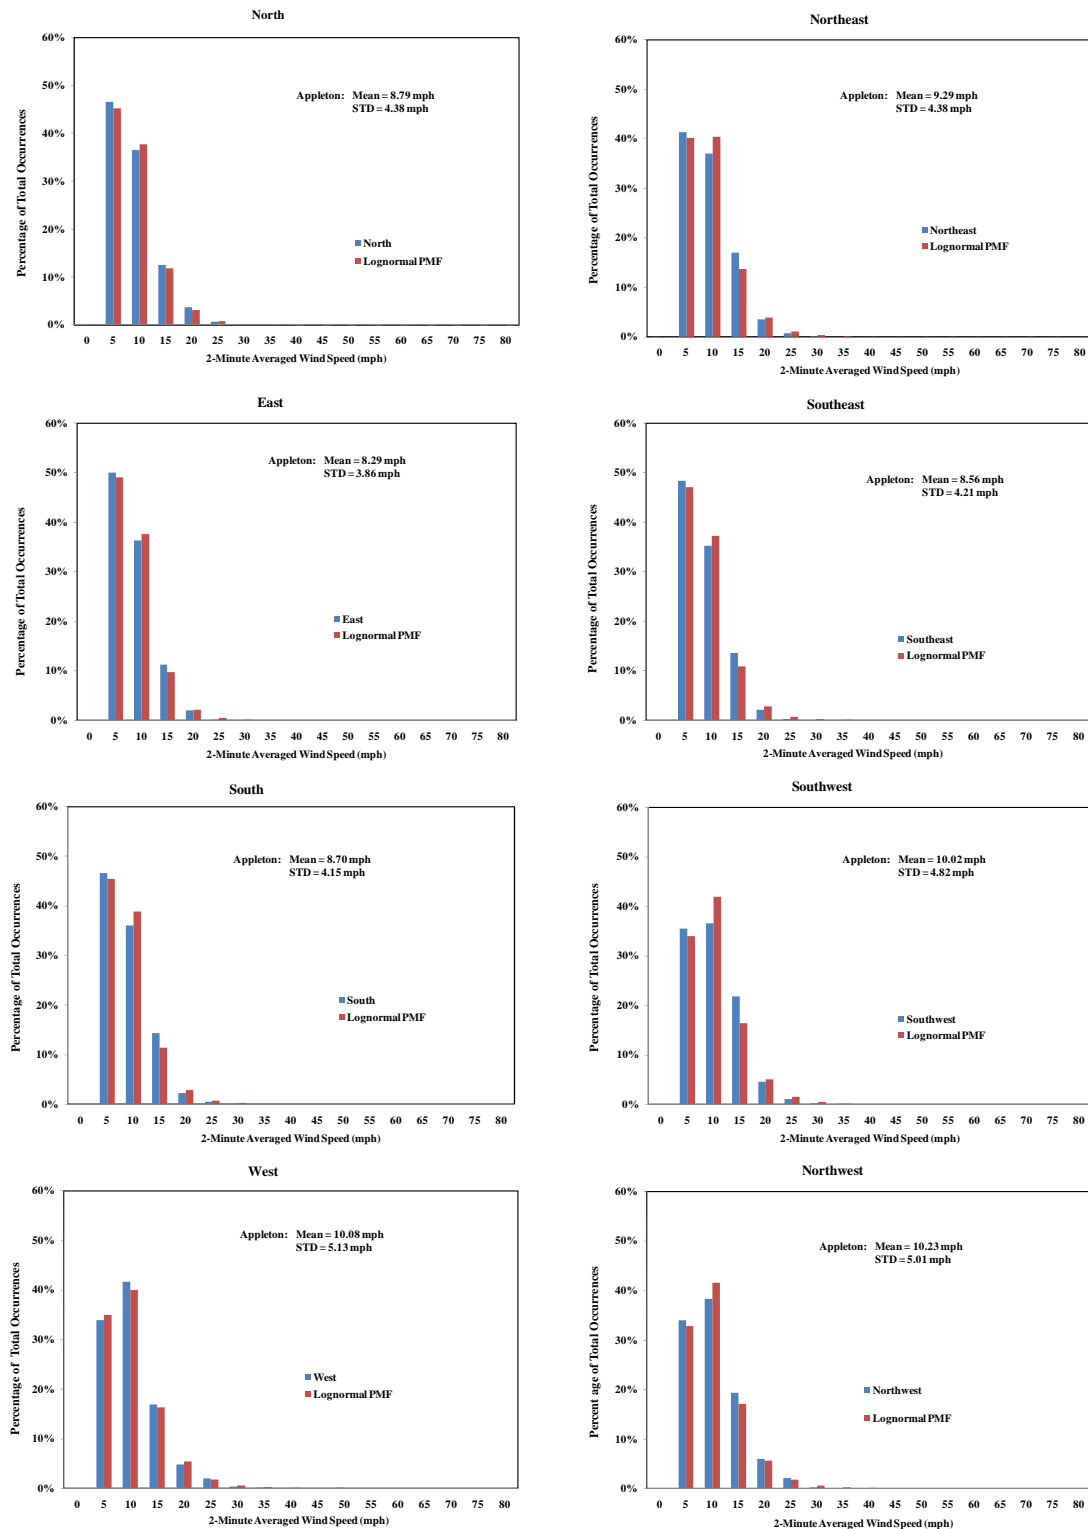 North
60%
50%
40%
30%
20%
10%
0%
Percentage of Total Occurrences
Appleton: Mean = 8.79 mph
STD = 4.38 mph
North
Lognormal PMF
0 5 10 15 20 25 30 35 40 45 50 55 60 65 70 75 80
2-Minute Averaged Wind Speed (mph)
Northeast
60%
50%
40%
30%
20%
10%
0%
Percentage of Total Occurrences
Appleton: Mean = 9.29 mph
STD = 4.38 mph
Northeast
Lognormal PMF
0 5 10 15 20 25 30 35 40 45 50 55 60 65 70 75 80
2-Minute Averaged Wind Speed (mph)
East
60%
50%
40%
30%
20%
10%
0%
Percentage of Total Occurrences
Appleton: Mean = 8.29 mph
STD = 3.86 mph
East
Lognormal PMF
0 5 10 15 20 25 30 35 40 45 50 55 60 65 70 75 80
2-Minute Averaged Wind Speed (mph)
Southeast
60%
50%
40%
30%
20%
10%
0%
Percentage of Total Occurrences
Appleton: Mean = 8.56 mph
STD = 4.21 mph
Southeast
Lognormal PMF
0 5 10 15 20 25 30 35 40 45 50 55 60 65 70 75 80
2-Minute Averaged Wind Speed (mph)
South
60%
50%
40%
30%
20%
10%
0%
Percentage of Total Occurrences
Appleton: Mean = 8.70 mph
STD = 4.15 mph
South
Lognormal PMF
0 5 10 15 20 25 30 35 40 45 50 55 60 65 70 75 80
2-Minute Averaged Wind Speed (mph)
Southwest
60%
50%
40%
30%
20%
10%
0%
Percentage of Total Occurrences
Appleton: Mean = 10.02 mph
STD = 4.82 mph
Southwest
Lognormal PMF
0 5 10 15 20 25 30 35 40 45 50 55 60 65 70 75 80
2-Minute Averaged Wind Speed (mph)
West
60%
50%
40%
30%
20%
10%
0%
Percentage of Total Occurrences
Appleton: Mean = 10.08 mph
STD = 5.13 mph
West
Lognormal PMF
0 5 10 15 20 25 30 35 40 45 50 55 60 65 70 75 80
2-Minute Averaged Wind Speed (mph)
Northwest
60%
50%
40%
30%
20%
10%
0%
Percent age of Total Occurrences
Appleton: Mean = 10.23 mph
STD = 5.01 mph
Northwest
Lognormal PMF
0 5 10 15 20 25 30 35 40 45 50 55 60 65 70 75 80
2-Minute Averaged Wind Speed (mph)